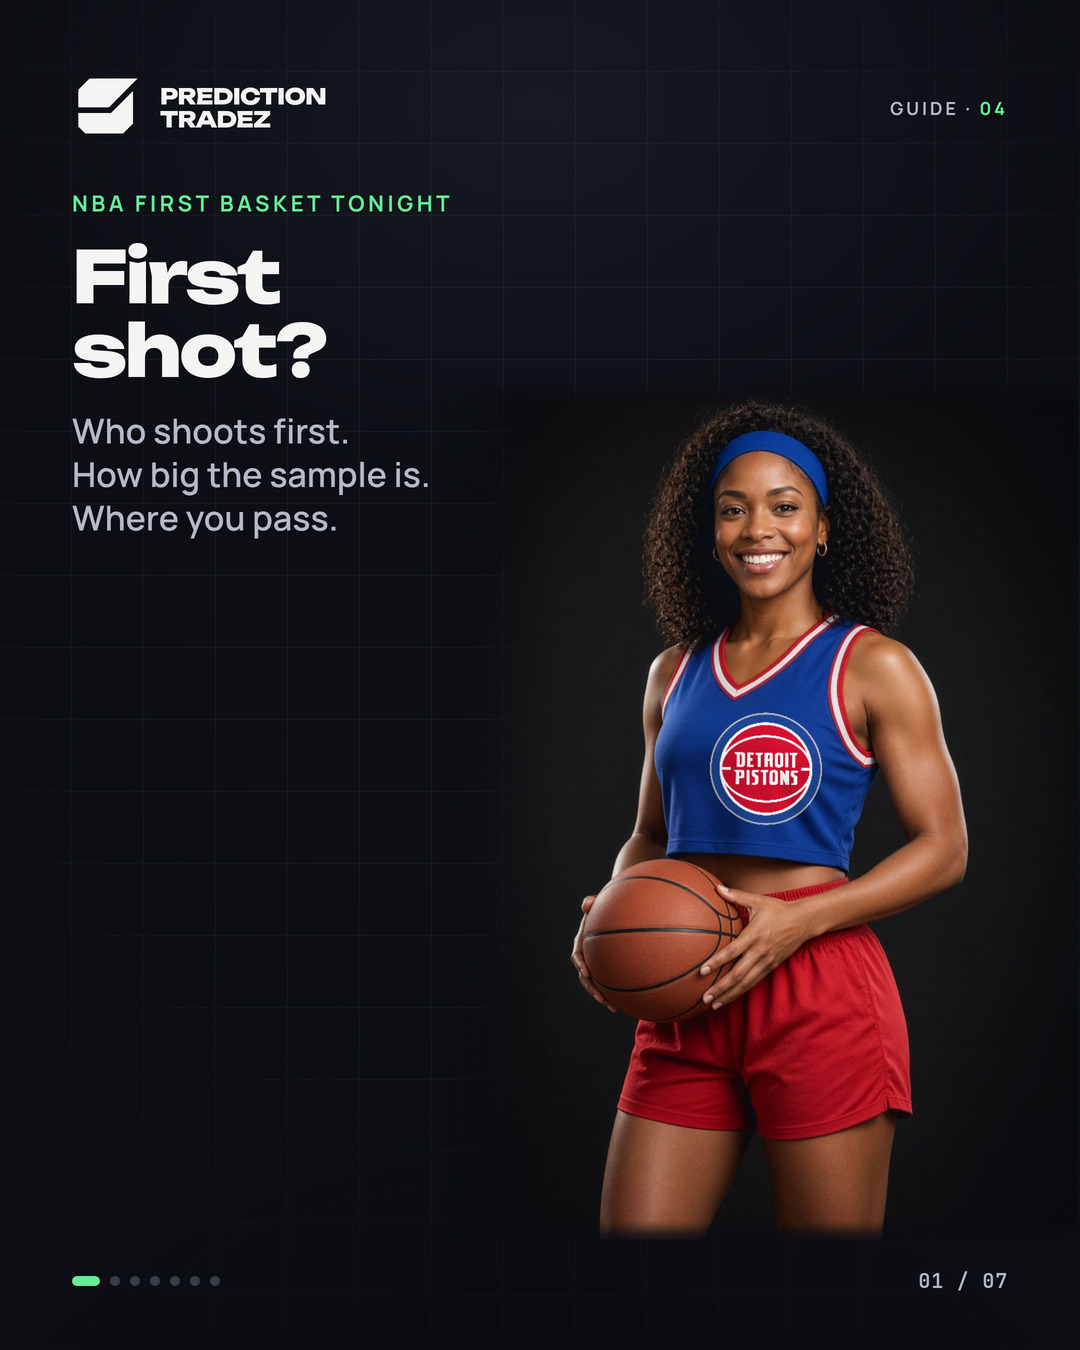 PREDICTION
TRADEZ
GUIDE · 04
NBA FIRST BASKET TONIGHT
First
shot?
Who shoots first.
How big the sample is.
Where you pass.
DETROIT
PISTONS
01 / 07